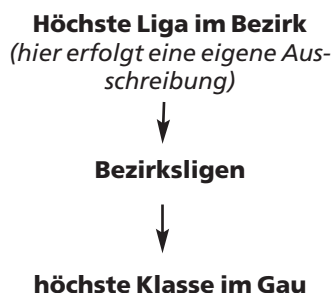 Höchste Liga im Bezirk
(hier erfolgt eine eigene Aus-
schreibung)
Bezirksligen
höchste Klasse im Gau